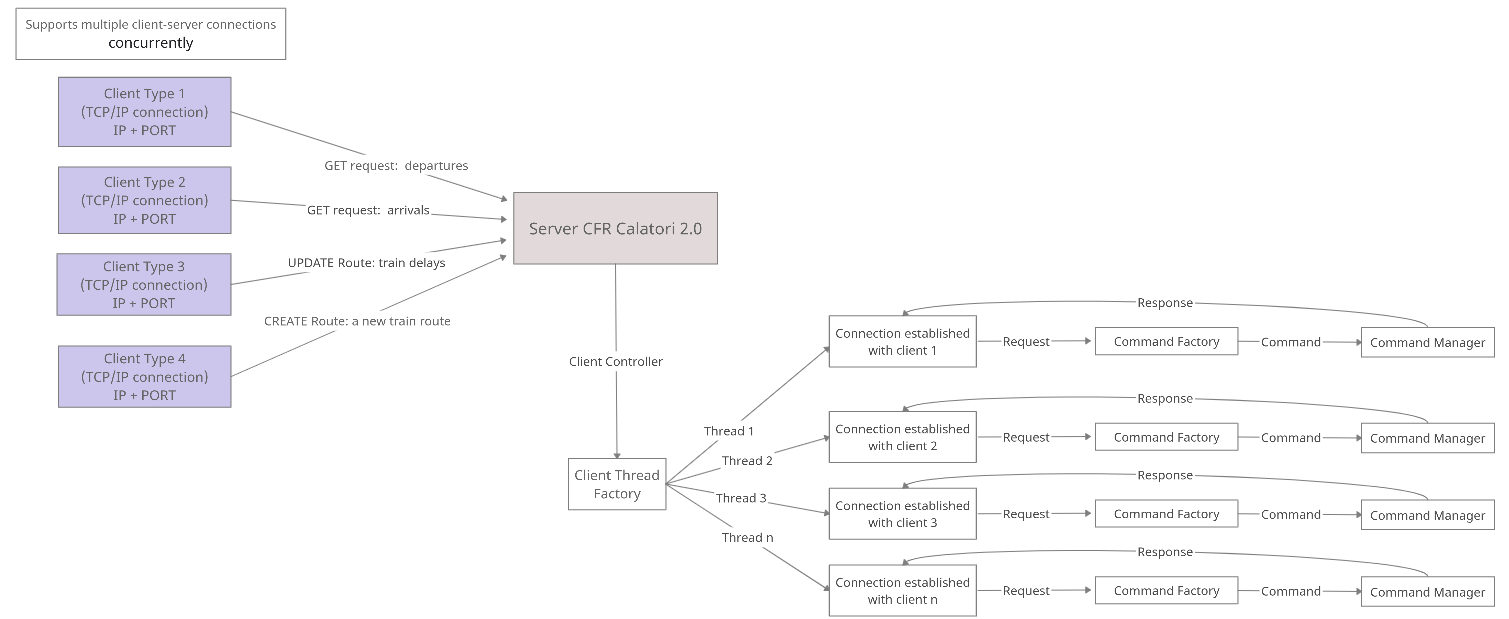 Supports multiple client-server connections
concurrently
Client Type 1
(TCP/IP connection)
IP + PORT
GET request: departures
Client Type 2
(TCP/IP connection)
IP + PORT
GET request: arrivals
Server CFR Calatori 2.0
Client Type 3
(TCP/IP connection)
IP + PORT
UPDATE Route: train delays
CREATE Route: a new train route
Client Type 4
(TCP/IP connection)
IP + PORT
Client Controller
Client Thread
Factory
Thread 1
Thread 2
Thread 3
Thread n
Response
Connection established
with client 1
Request
Command Factory
Command
Command Manager
Response
Connection established
with client 2
Request
Command Factory
Command
Command Manager
Response
Connection established
with client 3
Request
Command Factory
Command
Command Manager
Response
Connection established
with client n
Request
Command Factory
Command
Command Manager